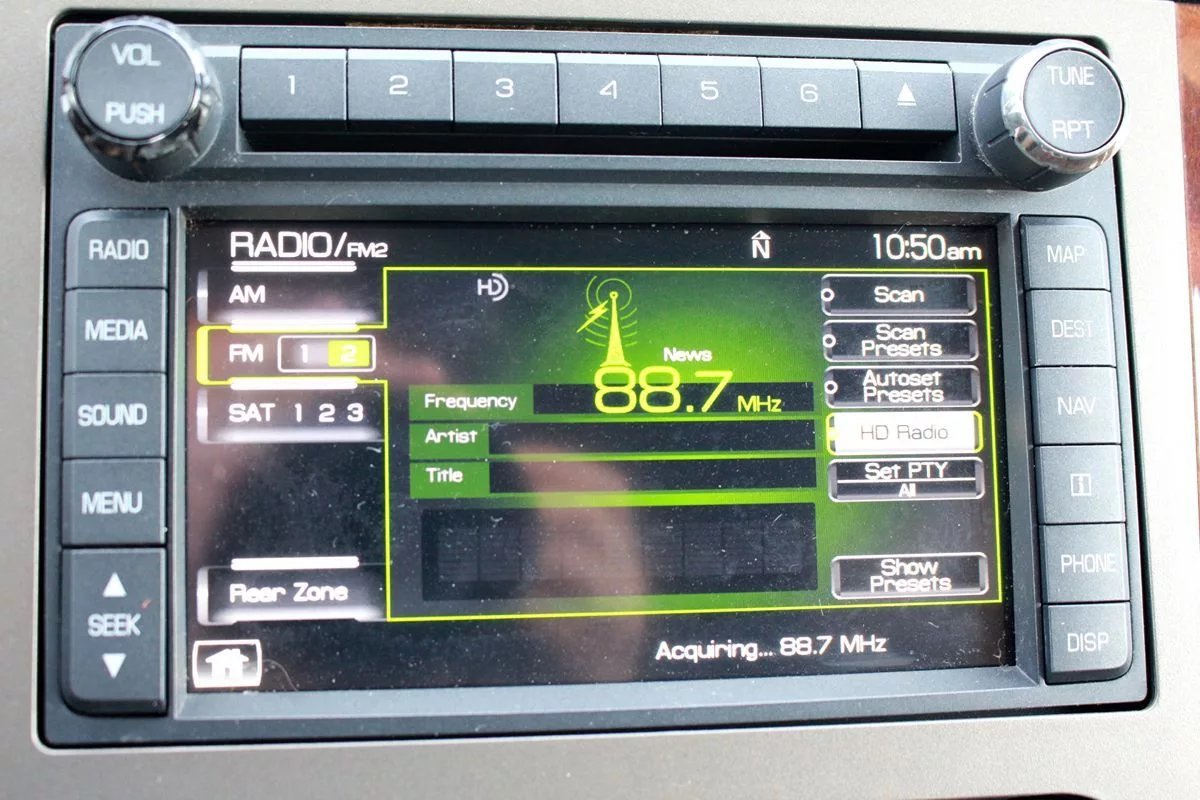 VOL
PUSH
1 2 3 4 5 6
TUNE
RPT
RADIO
MEDIA
SOUND
MENU
SEEK
RADIO/FM2
N
10:50am
AM
FM 1 2
SAT 1 2 3
Rear Zone
HD
News
Frequency 88.7 MHz
Artist
Title
Scan
Scan
Presets
Autoset
Presets
HD Radio
Set PTY
All
Show
Presets
Acquiring... 88.7 MHz
MAP
DEST
NAV
i
PHONE
DISP